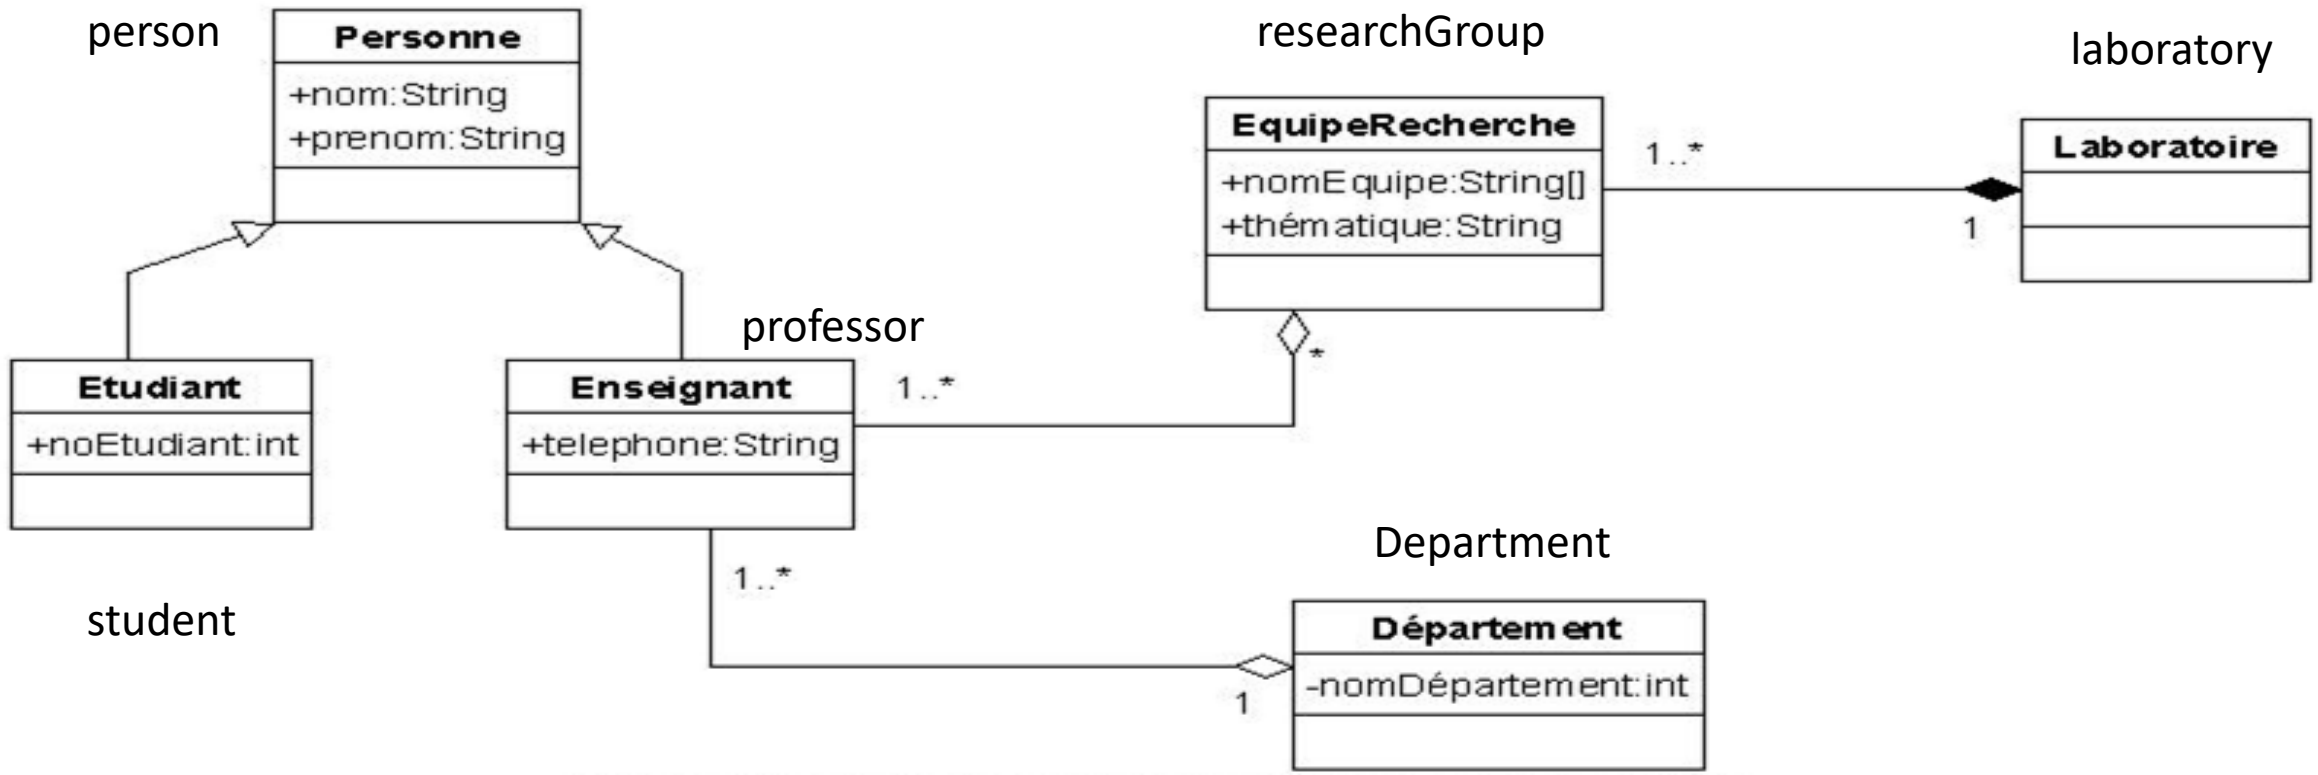 person
Personne
+nom:String
+prenom:String
researchGroup
EquipeRecherche
+nomEquipe:String[]
+thématique:String
1..*
1
laboratory
Laboratoire
Etudiant
+noEtudiant:int
student
professor
Enseignant
+telephone:String
1..*
*
1..*
1
Department
Département
-nomDépartement:int